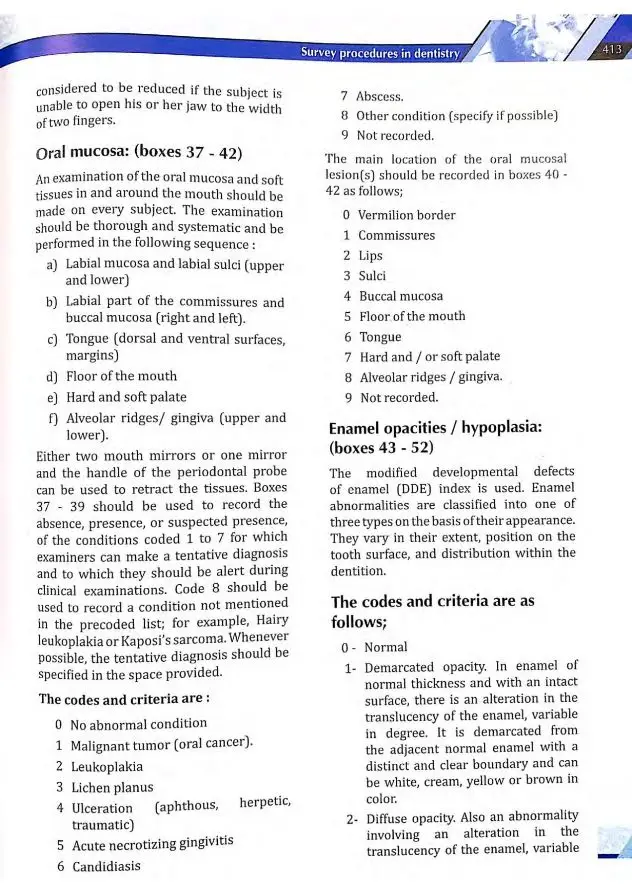 Survey procedures in dentistry
413
considered to be reduced if the subject is
unable to open his or her jaw to the width
of two fingers.
Oral mucosa: (boxes 37 - 42)
An examination of the oral mucosa and soft
tissues in and around the mouth should be
made on every subject. The examination
should be thorough and systematic and be
performed in the following sequence :
a) Labial mucosa and labial sulci (upper
and lower)
b) Labial part of the commissures and
buccal mucosa (right and left).
c) Tongue (dorsal and ventral surfaces,
margins)
d) Floor of the mouth
e) Hard and soft palate
f) Alveolar ridges/ gingiva (upper and
lower).
Either two mouth mirrors or one mirror
and the handle of the periodontal probe
can be used to retract the tissues. Boxes
37 - 39 should be used to record the
absence, presence, or suspected presence,
of the conditions coded 1 to 7 for which
examiners can make a tentative diagnosis
and to which they should be alert during
clinical examinations. Code 8 should be
used to record a condition not mentioned
in the precoded list; for example, Hairy
leukoplakia or Kaposi's sarcoma. Whenever
possible, the tentative diagnosis should be
specified in the space provided.
The codes and criteria are :
0 No abnormal condition
1 Malignant tumor (oral cancer).
2 Leukoplakia
3 Lichen planus
4 Ulceration (aphthous, herpetic,
traumatic)
5 Acute necrotizing gingivitis
6 Candidiasis
7 Abscess.
8 Other condition (specify if possible)
9 Not recorded.
The main location of the oral mucosal
lesion(s) should be recorded in boxes 40 -
42 as follows;
0 Vermilion border
1 Commissures
2 Lips
3 Sulci
4 Buccal mucosa
5 Floor of the mouth
6 Tongue
7 Hard and / or soft palate
8 Alveolar ridges / gingiva.
9 Not recorded.
Enamel opacities / hypoplasia:
(boxes 43 - 52)
The modified developmental defects
of enamel (DDE) index is used. Enamel
abnormalities are classified into one of
three types on the basis of their appearance.
They vary in their extent, position on the
tooth surface, and distribution within the
dentition.
The codes and criteria are as
follows;
0 - Normal
1- Demarcated opacity. In enamel of
normal thickness and with an intact
surface, there is an alteration in the
translucency of the enamel, variable
in degree. It is demarcated from
the adjacent normal enamel with a
distinct and clear boundary and can
be white, cream, yellow or brown in
color.
2- Diffuse opacity. Also an abnormality
involving an alteration in the
translucency of the enamel, variable